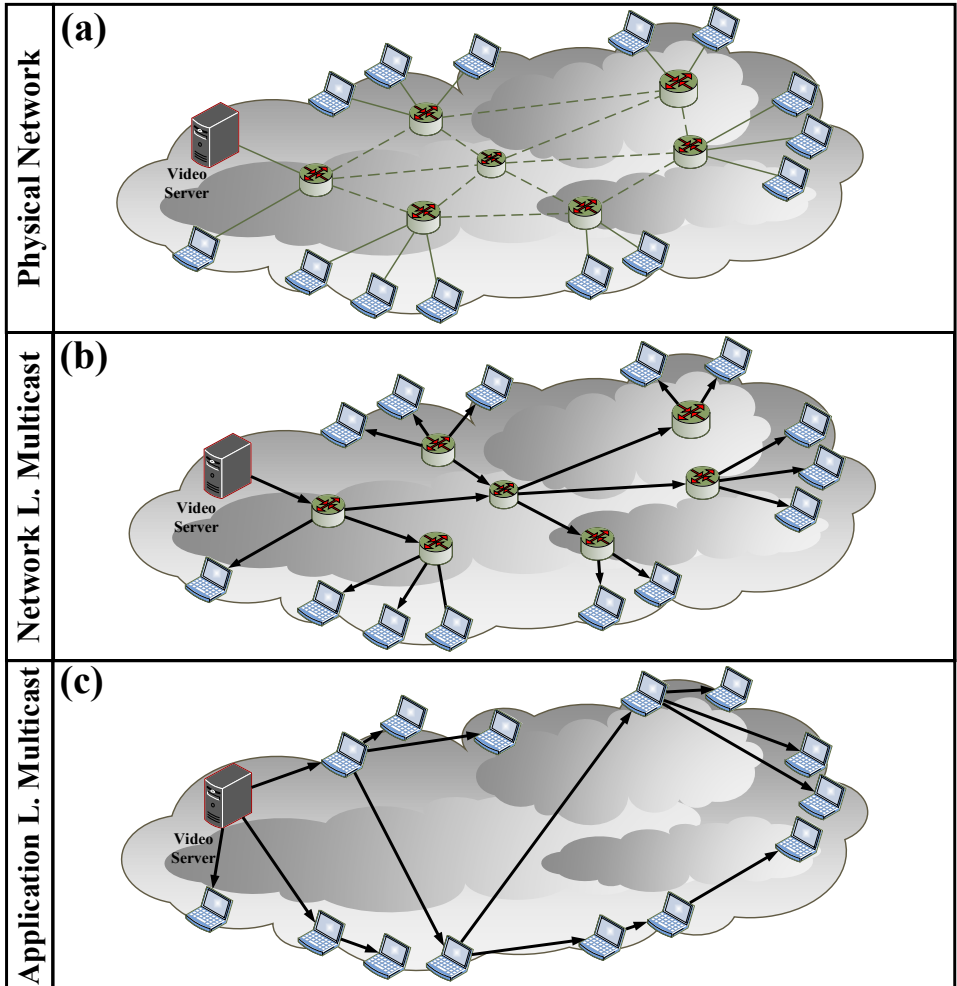 Physical Network
(a)
Video
Server
Network L. Multicast
(b)
Video
Server
Application L. Multicast
(c)
Video
Server